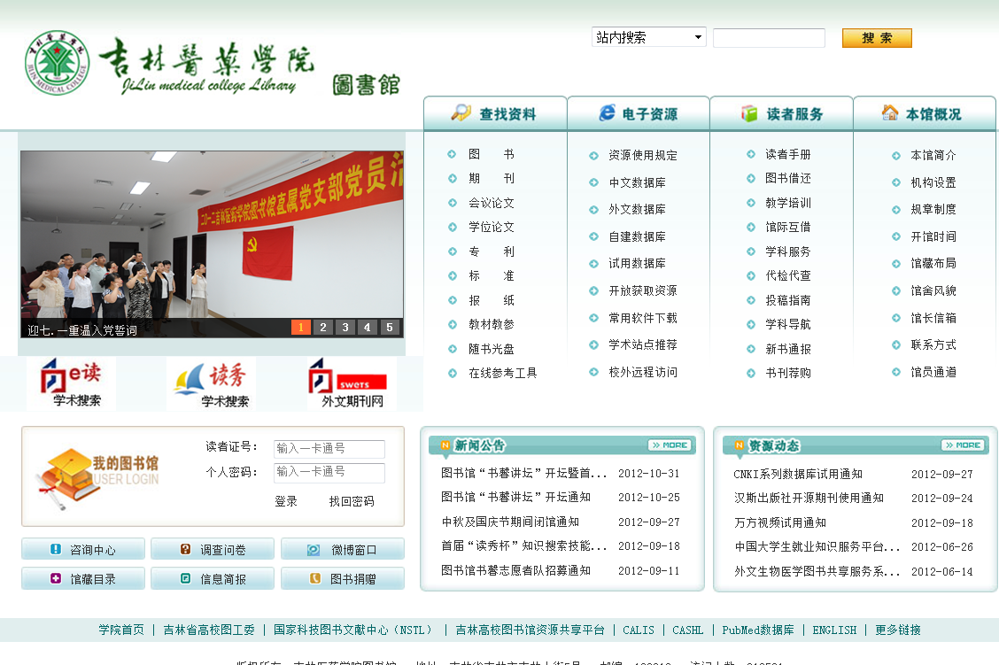 站内搜索
搜 索
吉林醫藥學院
JiLin medical college Library
圖書館
JILIN MEDICAL COLLEGE
查找资料 电子资源 读者服务 本馆概况
图 书
期 刊
会议论文
学位论文
专 利
标 准
报 纸
教材教参
随书光盘
在线参考工具
资源使用规定
中文数据库
外文数据库
自建数据库
试用数据库
开放获取资源
常用软件下载
学术站点推荐
校外远程访问
读者手册
图书借还
教学培训
馆际互借
学科服务
代检代查
投稿指南
学科导航
新书通报
书刊荐购
本馆简介
机构设置
规章制度
开馆时间
馆藏布局
馆舍风貌
馆长信箱
联系方式
馆员通道
二〇一二吉林医药学院图书馆直属党支部党员活
迎七.一重温入党誓词 1 2 3 4 5
e读
学术搜索
读秀
学术搜索
swets
外文期刊网
我的图书馆
USER LOGIN
读者证号： 输入一卡通号
个人密码： 输入一卡通号
登录 找回密码
咨询中心 调查问卷 微博窗口
馆藏目录 信息简报 图书捐赠
N 新闻公告 MORE
图书馆“书馨讲坛”开坛暨首... 2012-10-31
图书馆“书馨讲坛”开坛通知 2012-10-25
中秋及国庆节期间闭馆通知 2012-09-27
首届“读秀杯”知识搜索技能... 2012-09-18
图书馆书馨志愿者队招募通知 2012-09-11
N 资源动态 MORE
CNKI系列数据库试用通知 2012-09-27
汉斯出版社开源期刊使用通知 2012-09-24
万方视频试用通知 2012-09-18
中国大学生就业知识服务平台... 2012-06-26
外文生物医学图书共享服务系... 2012-06-14
学院首页 | 吉林省高校图工委 | 国家科技图书文献中心（NSTL） | 吉林高校图书馆资源共享平台 | CALIS | CASHL | PubMed数据库 | ENGLISH | 更多链接